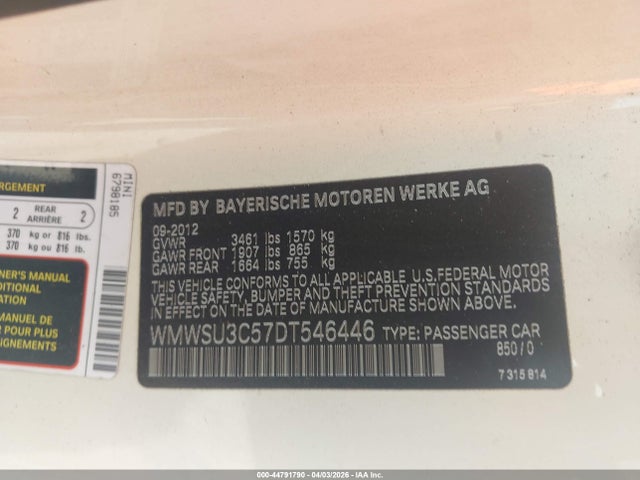 MINI
6798185
RGEMENT
2 REAR ARRIÈRE 2
370 kg or 816 lbs.
370 kg ou 816 lb.
NER'S MANUAL
DITIONAL
ATION
MANUEL DE
R POUR PLUS
IGNEMENTS
MFD BY BAYERISCHE MOTOREN WERKE AG
09-2012
GVWR 3461 lbs 1570 kg
GAWR FRONT 1907 lbs 865 kg
GAWR REAR 1664 lbs 755 kg
THIS VEHICLE CONFORMS TO ALL APPLICABLE U.S.FEDERAL MOTOR
VEHICLE SAFETY, BUMPER, AND THEFT PREVENTION STANDARDS
IN EFFECT ON THE DATE OF MANUFACTURE SHOWN ABOVE.
WMWSU3C57DT546446 TYPE: PASSENGER CAR
850/0
7 315 814
000-44791790 - 04/03/2026 - IAA Inc.